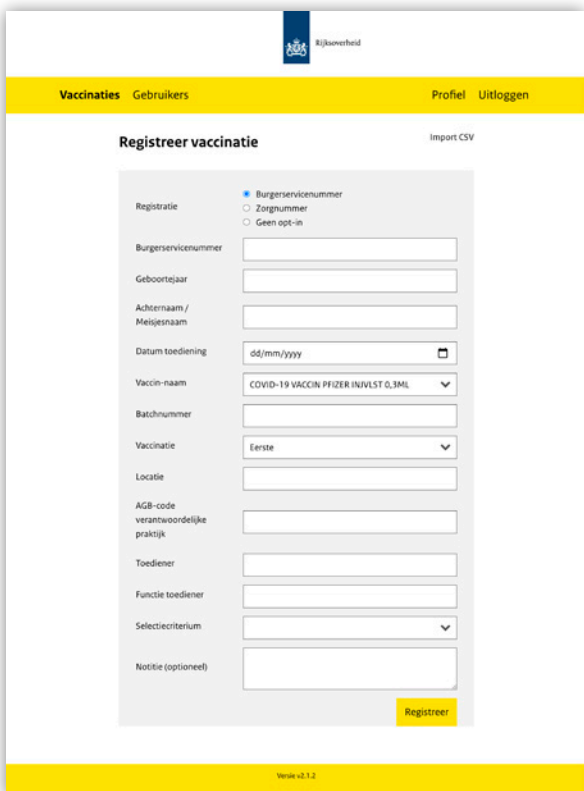 Rijksoverheid
Vaccinaties Gebruikers Profiel Uitloggen
Registreer vaccinatie Import CSV
Registratie
Burgerservicenummer
Zorgnummer
Geen opt-in
Burgerservicenummer
Geboortejaar
Achternaam /
Meisjesnaam
Datum toediening dd/mm/yyyy
Vaccin-naam COVID-19 VACCIN PFIZER INJVLST 0,3ML
Batchnummer
Vaccinatie Eerste
Locatie
AGB-code
verantwoordelijke
praktijk
Toediener
Functie toediener
Selectiecriterium
Notitie (optioneel)
Registreer
Versie v2.1.2